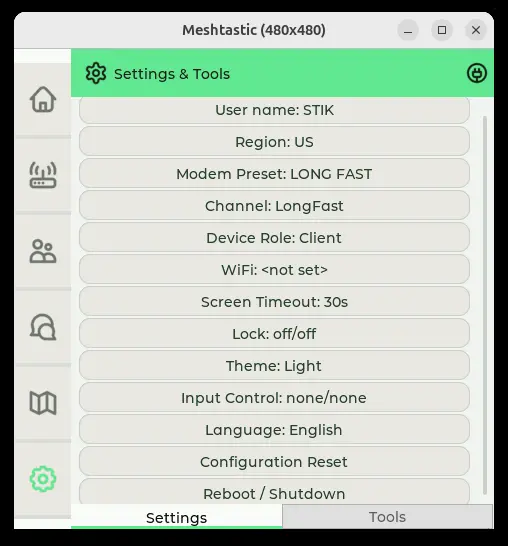 Meshtastic (480x480)
Settings & Tools
User name: STIK
Region: US
Modem Preset: LONG FAST
Channel: LongFast
Device Role: Client
WiFi: <not set>
Screen Timeout: 30s
Lock: off/off
Theme: Light
Input Control: none/none
Language: English
Configuration Reset
Reboot / Shutdown
Settings
Tools